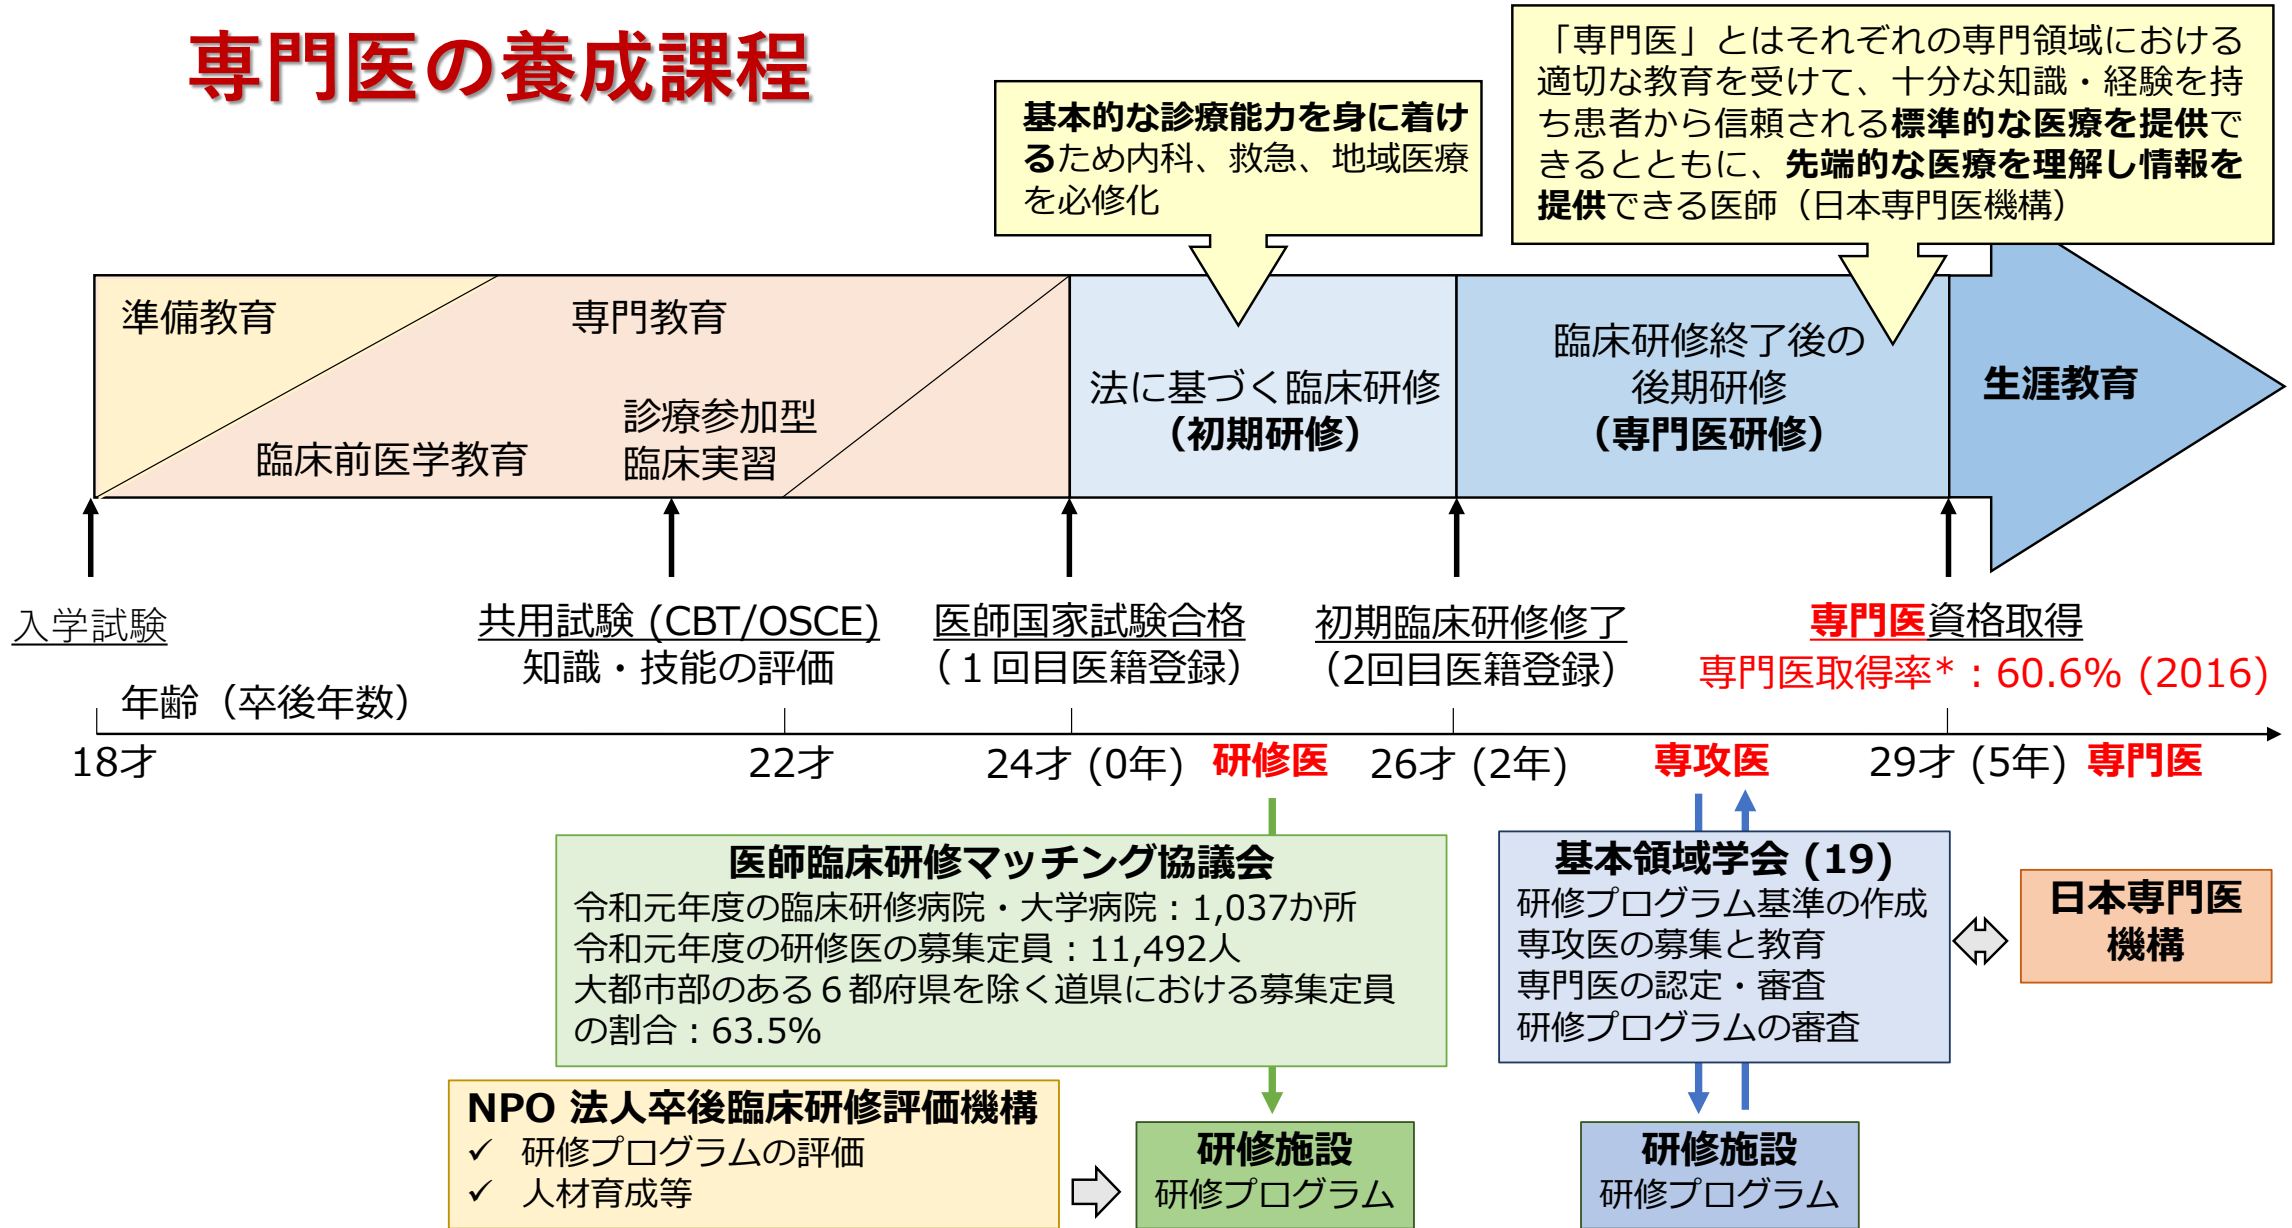 専門医の養成課程
基本的な診療能力を身に着け
るため内科、救急、地域医療
を必修化
「専門医」とはそれぞれの専門領域における
適切な教育を受けて、十分な知識・経験を持
ち患者から信頼される標準的な医療を提供で
きるとともに、先端的な医療を理解し情報を
提供できる医師（日本専門医機構）
準備教育
専門教育
臨床前医学教育
診療参加型
臨床実習
法に基づく臨床研修
（初期研修）
臨床研修終了後の
後期研修
（専門医研修）
生涯教育
入学試験
共用試験 (CBT/OSCE)
知識・技能の評価
医師国家試験合格
（１回目医籍登録）
初期臨床研修修了
（2回目医籍登録）
専門医資格取得
専門医取得率*：60.6% (2016)
年齢（卒後年数）
18才
22才
24才 (0年)
研修医
26才 (2年)
専攻医
29才 (5年)
専門医
医師臨床研修マッチング協議会
令和元年度の臨床研修病院・大学病院：1,037か所
令和元年度の研修医の募集定員：11,492人
大都市部のある６都府県を除く道県における募集定員
の割合：63.5%
基本領域学会 (19)
研修プログラム基準の作成
専攻医の募集と教育
専門医の認定・審査
研修プログラムの審査
日本専門医
機構
NPO 法人卒後臨床研修評価機構
✓ 研修プログラムの評価
✓ 人材育成等
研修施設
研修プログラム
研修施設
研修プログラム